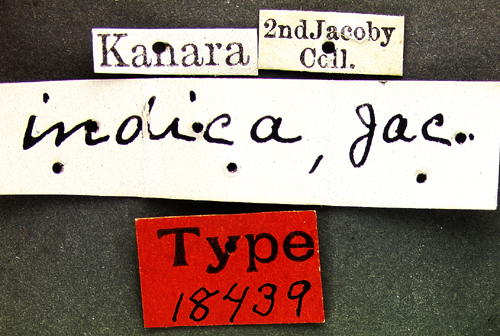 Kanara
2nd Jacoby
Coll.
indica, Jac.
Type
18439